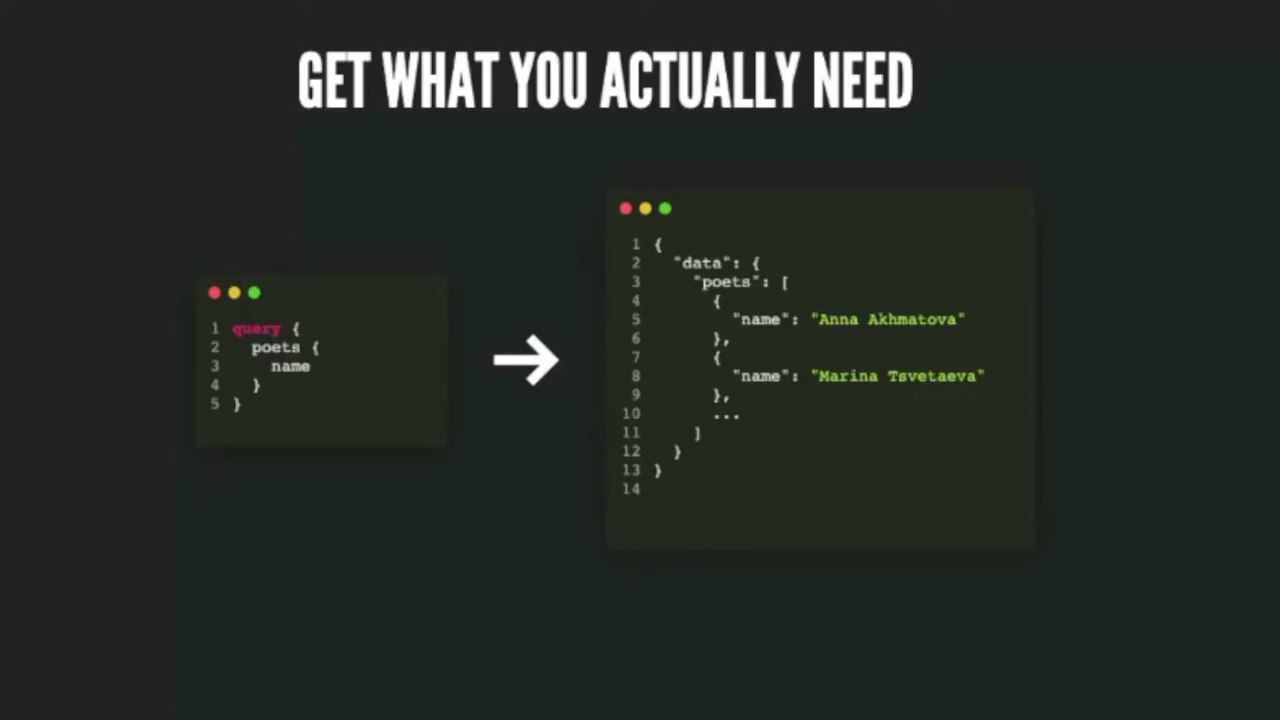 GET WHAT YOU ACTUALLY NEED
1 query {
2   poets {
3     name
4   }
5 }
1 {
2   "data": {
3     "poets": [
4       {
5         "name": "Anna Akhmatova"
6       },
7       {
8         "name": "Marina Tsvetaeva"
9       },
10       ...
11     ]
12   }
13 }
14